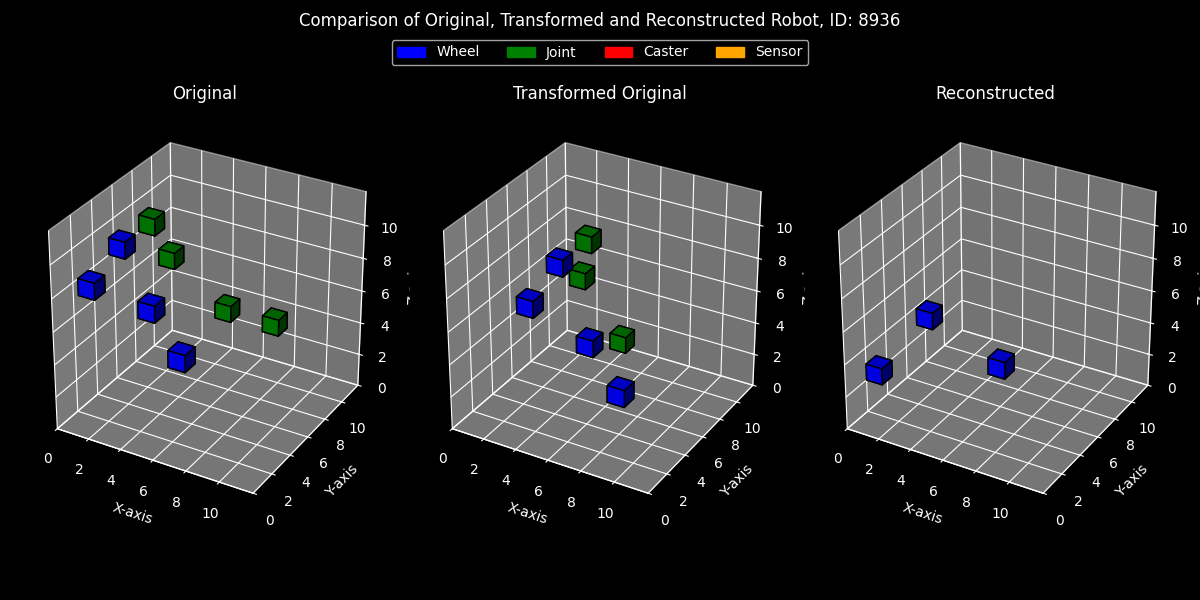 Comparison of Original, Transformed and Reconstructed Robot, ID: 8936
Wheel Joint Caster Sensor
Original Transformed Original Reconstructed
10 10 10
8 8 8
6 6 6
4 4 4
2 2 2
0 0 0
0 2 4 6 8 10 0 2 4 6 8 10 0 2 4 6 8 10
0 2 4 6 8 10 0 2 4 6 8 10 0 2 4 6 8 10
X-axis Y-axis X-axis Y-axis X-axis Y-axis